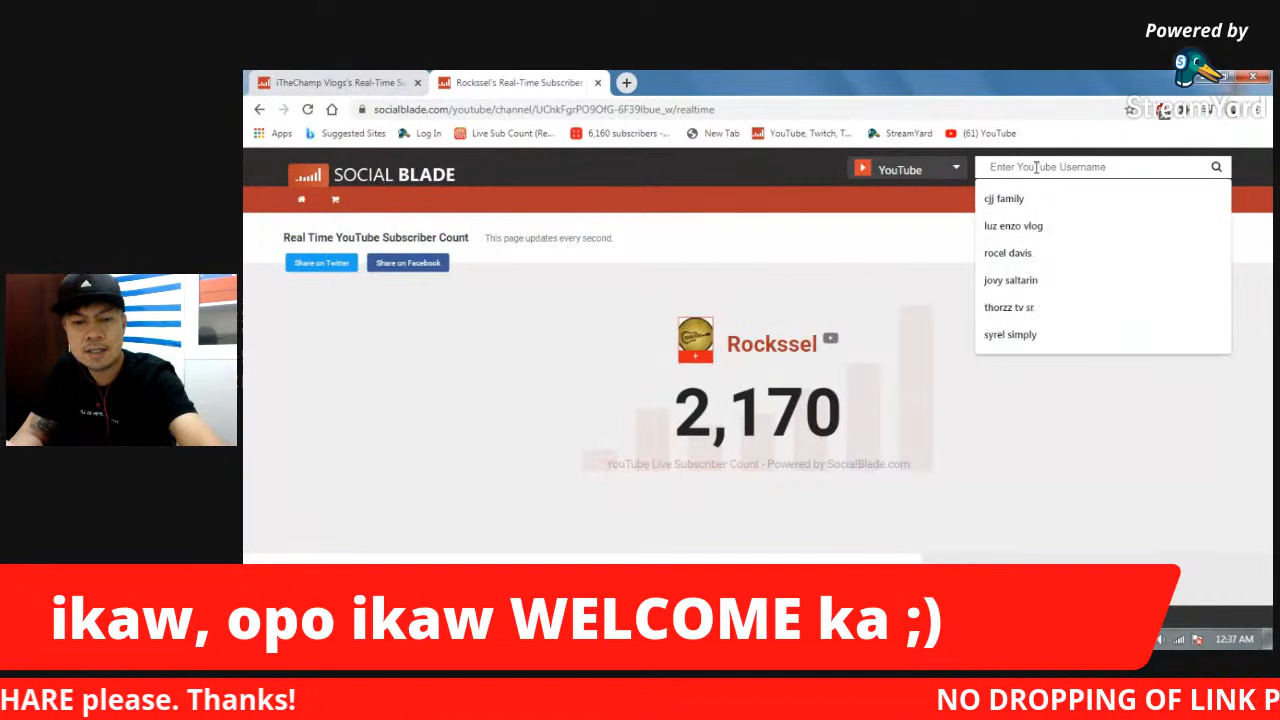 Powered by
StreamYard
iTheChamp Vlogs's Real-Time Su
Rockssel's Real-Time Subscriber
socialblade.com/youtube/channel/UChkFgrPO9OfG-6F39Ibue_w/realtime
Apps
Suggested Sites
Log In
Live Sub Count (Re...
6,160 subscribers -...
New Tab
YouTube, Twitch, T...
StreamYard
(61) YouTube
SOCIAL BLADE
YouTube
Enter YouTube Username
cjj family
luz enzo vlog
rocel davis
jovy saltarin
thorzz tv sr
syrel simply
Real Time YouTube Subscriber Count
This page updates every second.
Share on Twitter
Share on Facebook
Rockssel
2,170
YouTube Live Subscriber Count - Powered by SocialBlade.com
ikaw, opo ikaw WELCOME ka ;)
12:37 AM
HARE please. Thanks!
NO DROPPING OF LINK P